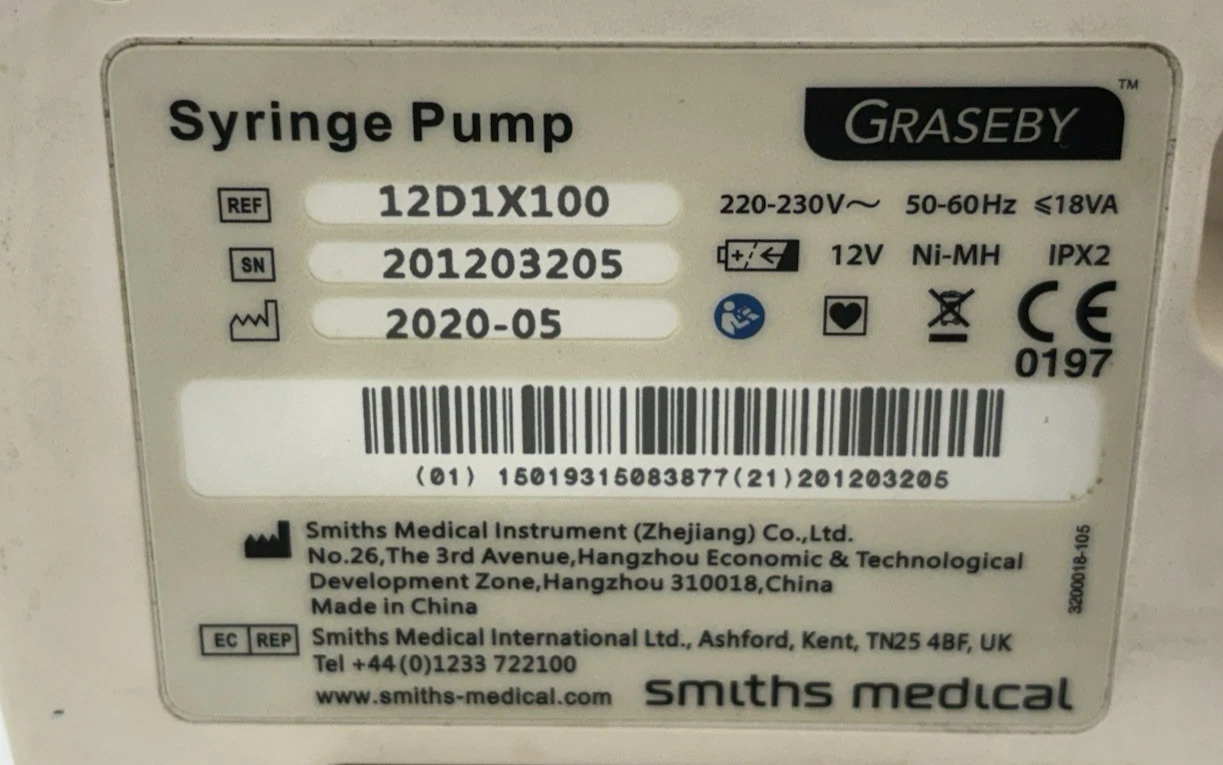 Syringe Pump
GRASEBY™
REF 12D1X100
220-230V~ 50-60Hz ≤18VA
SN 201203205
12V Ni-MH IPX2
2020-05
CE
0197
(01) 15019315083877(21)201203205
Smiths Medical Instrument (Zhejiang) Co.,Ltd.
No.26,The 3rd Avenue,Hangzhou Economic & Technological
Development Zone,Hangzhou 310018,China
Made in China
3200018-105
EC REP Smiths Medical International Ltd., Ashford, Kent, TN25 4BF, UK
Tel +44(0)1233 722100
www.smiths-medical.com
smiths medical